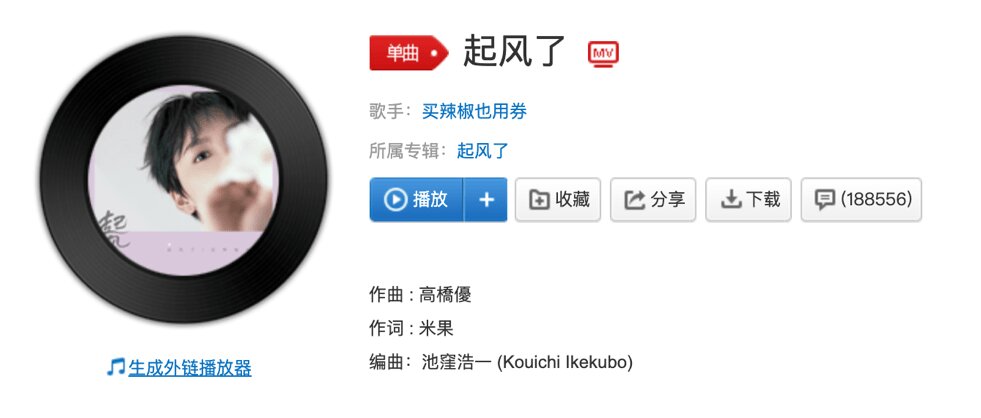 单曲 起风了 MV
歌手：买辣椒也用券
所属专辑：起风了
播放 + 收藏 分享 下载 (188556)
作曲 : 高橋優
作词 : 米果
编曲：池窪浩一 (Kouichi Ikekubo)
生成外链播放器